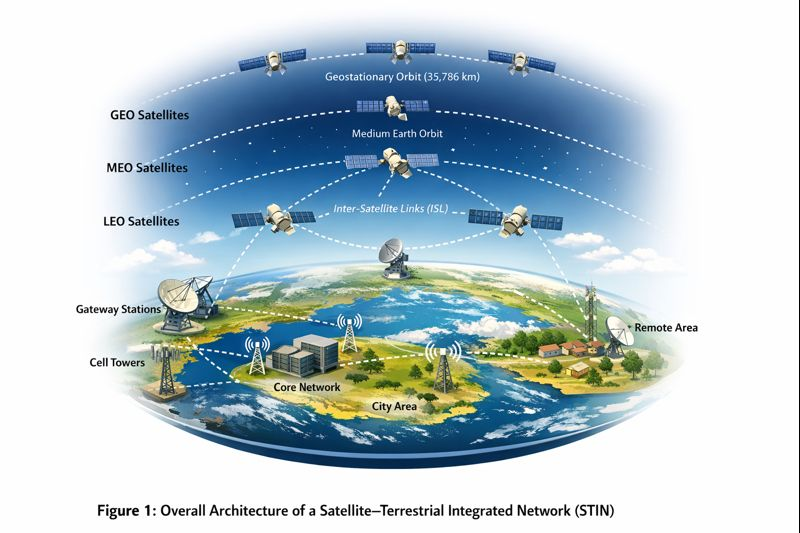 Geostationary Orbit (35,786 km)
GEO Satellites
Medium Earth Orbit
MEO Satellites
Inter-Satellite Links (ISL)
LEO Satellites
Gateway Stations
Remote Area
Cell Towers
Core Network
City Area
Figure 1: Overall Architecture of a Satellite–Terrestrial Integrated Network (STIN)